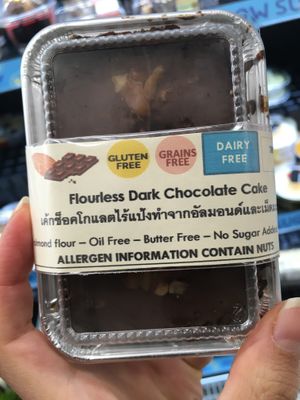 GLUTEN FREE
GRAINS FREE
DAIRY FREE
Flourless Dark Chocolate Cake
เค้กช็อคโกแลตไร้แป้งทำจากอัลมอนด์และเม็ด
flour – Oil Free – Butter Free – No Sugar
ALLERGEN INFORMATION CONTAIN NUTS